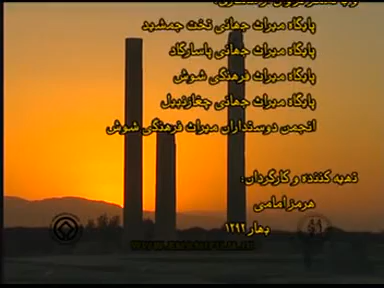 پایگاه میراث جهانی تخت جمشید
پایگاه میراث جهانی پاسارگاد
پایگاه میراث فرهنگی شوش
پایگاه میراث جهانی چغازنبیل
انجمن دوستداران میراث فرهنگی شوش
تهیه کننده و کارگردان:
هرمز امامی
بهار ۱۳۹۲